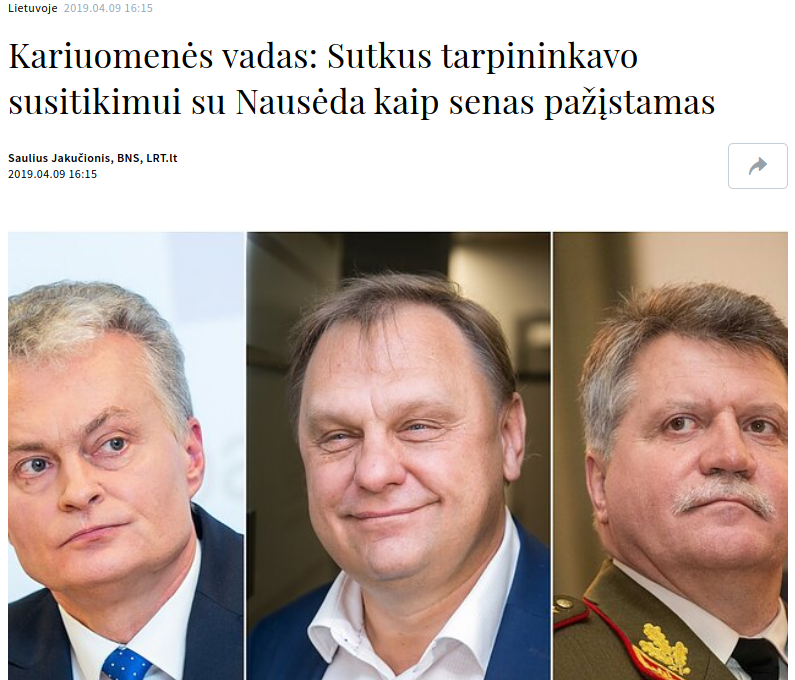 Lietuvoje 2019.04.09 16:15
Kariuomenės vadas: Sutkus tarpininkavo
susitikimui su Nausėda kaip senas pažįstamas
Saulius Jakučionis, BNS, LRT.lt
2019.04.09 16:15